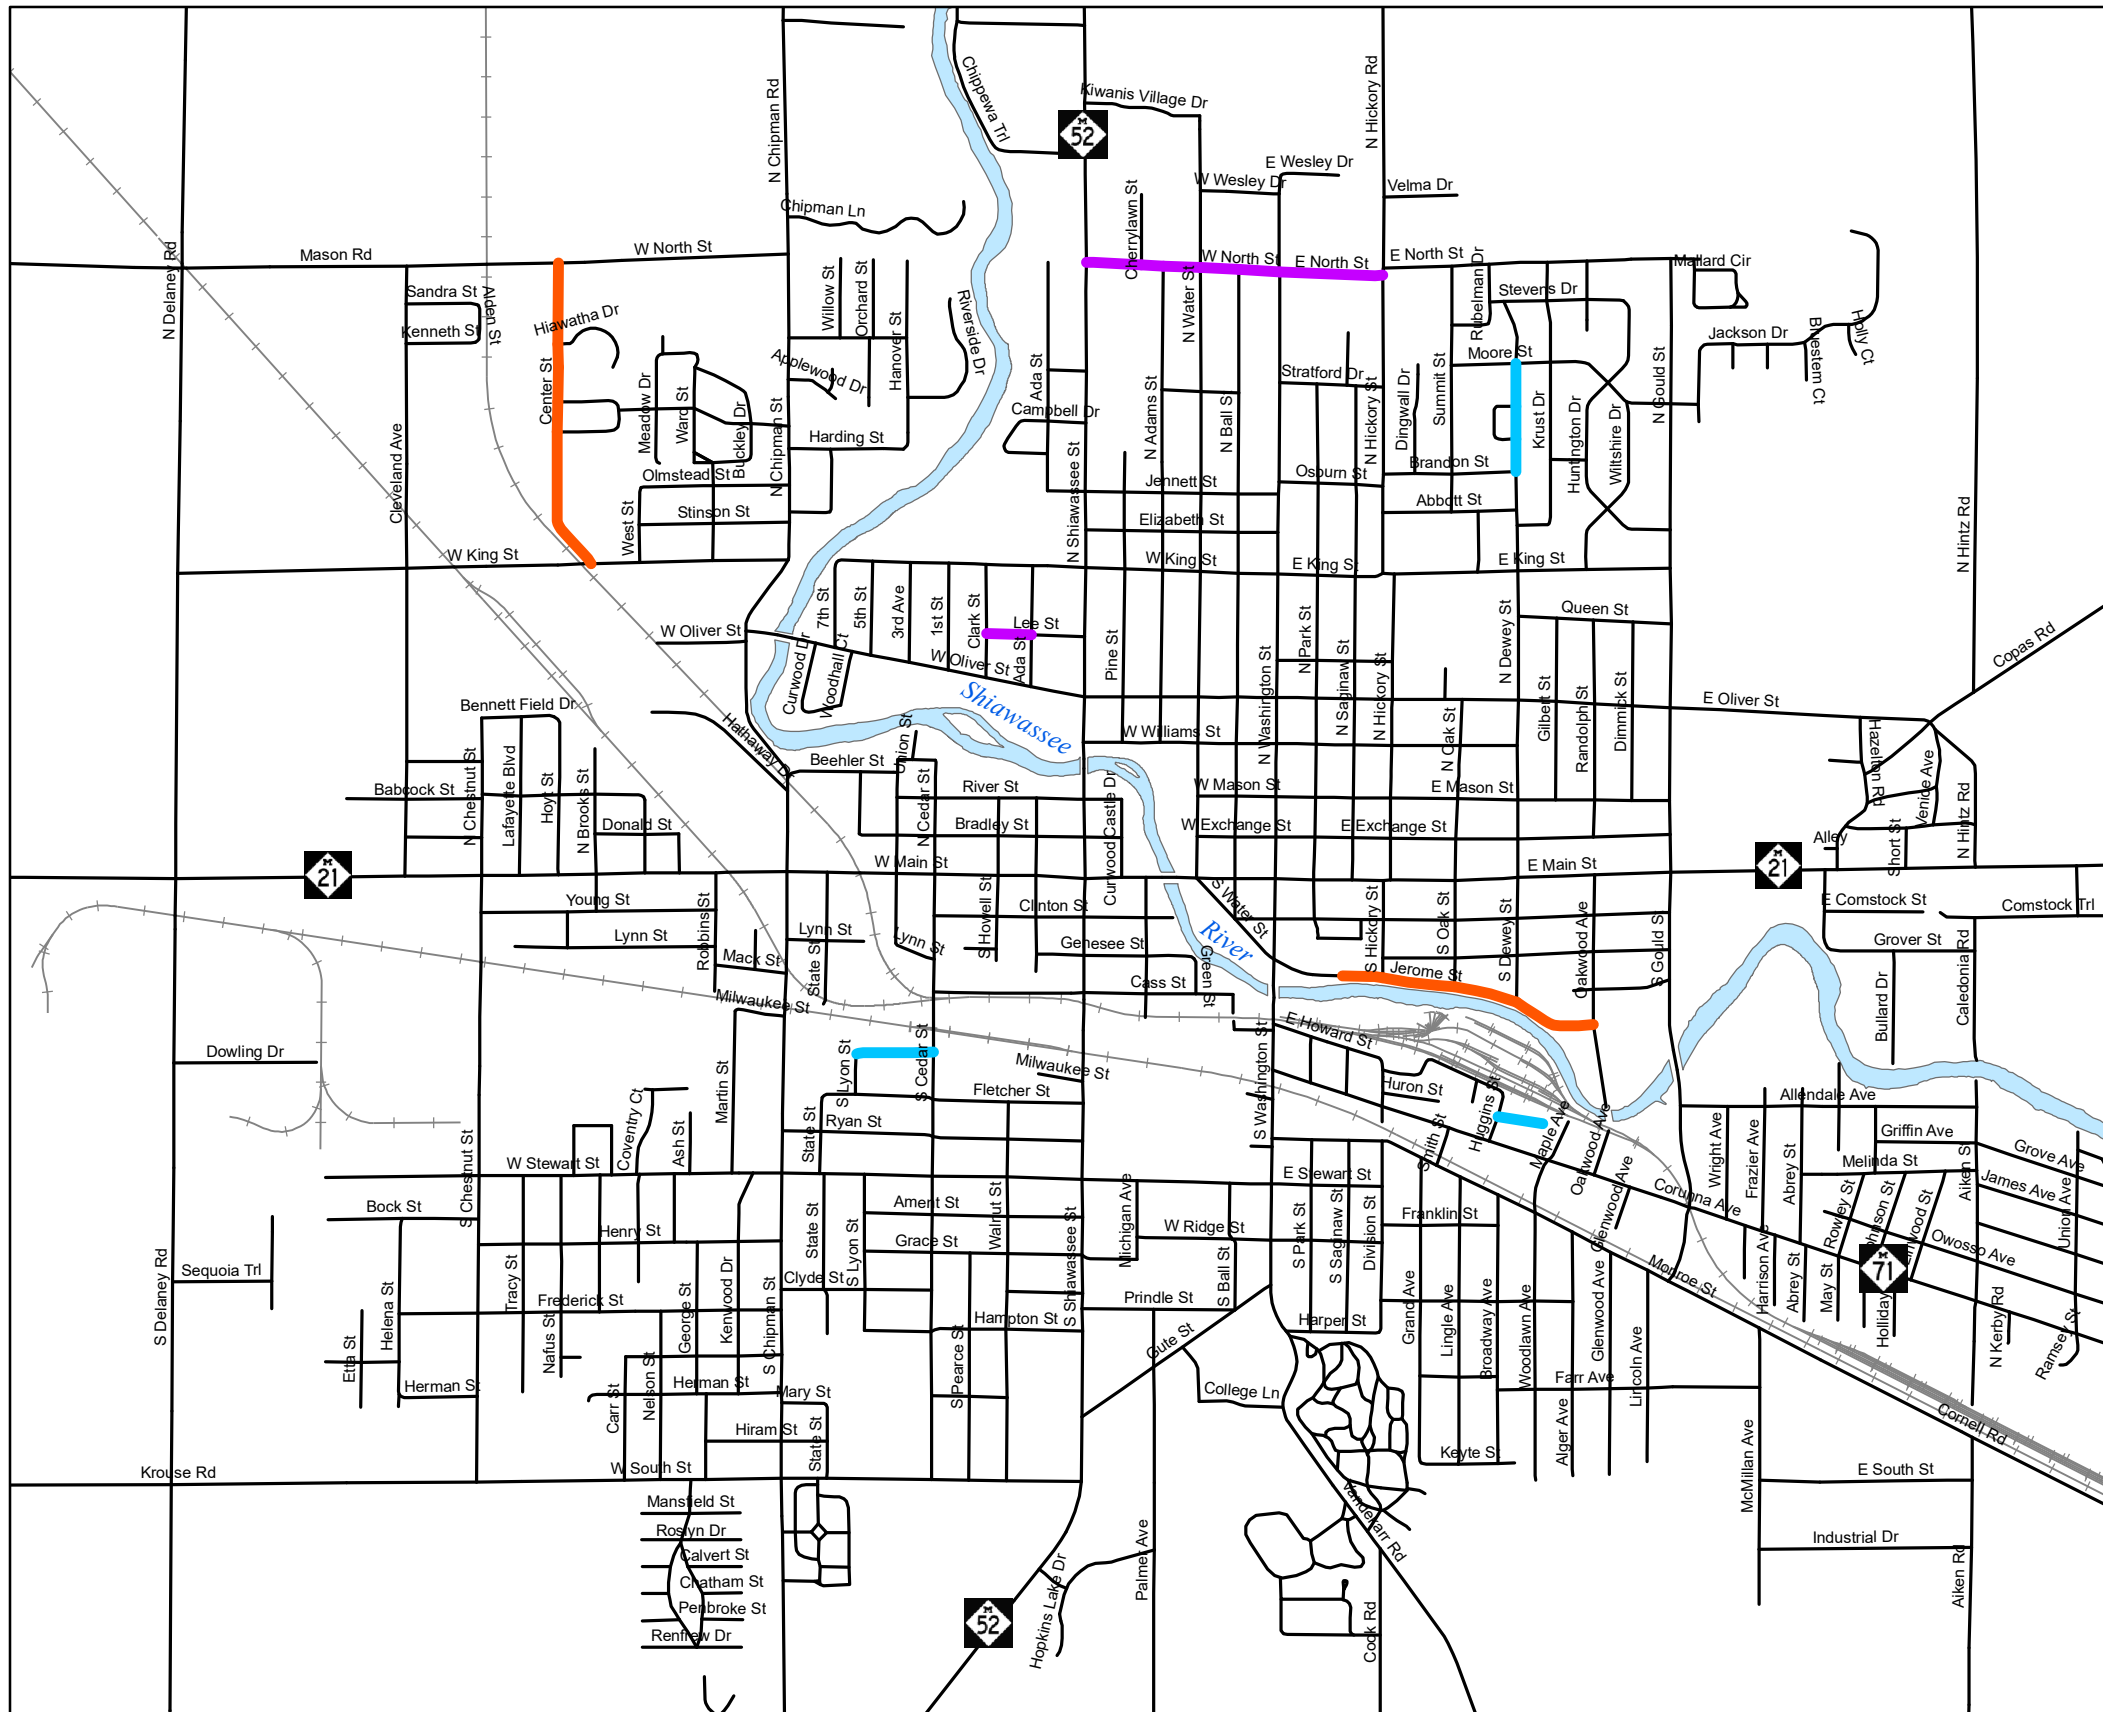 Chippewa Trl
Kiwanis Village Dr
N Hickory Rd
N Chipman Rd
M
52
E Wesley Dr
W Wesley Dr
Velma Dr
Cherrylawn St
Chipman Ln
N Delaney Rd
Mason Rd
W North St
W North St
E North St
E North St
Mallard Cir
Sandra St
Alden St
Kenneth St
Hiawatha Dr
Willow St
Orchard St
Hanover St
Riverside Dr
N Water St
Rubelman Dr
Stevens Dr
Jackson Dr
Bluestem Ct
Holly Ct
Center St
Meadow Dr
Ward St
Buckley Dr
Applewood Dr
Ada St
Campbell Dr
N Adams St
N Ball St
Stratford Dr
N Hickory St
Dingwall Dr
Summit St
Moore St
Krust Dr
Huntington Dr
Wiltshire Dr
N Gould St
Cleveland Ave
N Chipman St
Harding St
Olmstead St
Stinson St
West St
N Shiawassee St
Jennett St
Osburn St
Brandon St
Abbott St
Elizabeth St
N Hintz Rd
W King St
W King St
E King St
E King St
7th St
5th St
3rd Ave
1st St
Clark St
Lee St
Ada St
Pine St
N Park St
N Saginaw St
N Hickory St
N Washington St
N Dewey St
Queen St
Copas Rd
W Oliver St
Curwood Dr
Woodhall Ct
W Oliver St
Shiawassee
E Oliver St
Gilbert St
Randolph St
Dimmick St
N Oak St
Bennett Field Dr
Hathaway Dr
Union St
W Williams St
Hazelton Rd
Venice Ave
N Hintz Rd
N Chestnut St
Lafayette Blvd
Hoyt St
N Brooks St
Babcock St
Donald St
Beehler St
N Cedar St
River St
Bradley St
Curwood Castle Dr
W Mason St
E Mason St
W Exchange St
E Exchange St
Alley
Short St
M
21
W Main St
E Main St
M
21
Young St
Lynn St
Robbins St
Mack St
Lynn St
State St
Lynn St
S Howell St
Clinton St
Genesee St
Green St
S Water St
River
S Hickory St
S Oak St
S Dewey St
Oakwood Ave
S Gould St
E Comstock St
Comstock Trl
Grover St
Bullard Dr
Caledonia Rd
Cass St
Jerome St
Milwaukee St
Dowling Dr
Martin St
S Lyon St
S Cedar St
Milwaukee St
Fletcher St
Ryan St
State St
E Howard St
S Washington St
Huron St
Smith St
Huggins St
Maple Ave
Oakwood Ave
Glenwood Ave
Allendale Ave
Griffin Ave
Grove Ave
Melinda St
Aiken St
James Ave
Union Ave
Wright Ave
Frazier Ave
Abrey St
Rowley St
Johnson St
Linwood St
Owosso Ave
Corunna Ave
Monroe St
S Chestnut St
W Stewart St
Coventry Ct
Ash St
E Stewart St
Bock St
Henry St
State St
S Lyon St
Ament St
Grace St
Walnut St
S Shiawassee St
Michigan Ave
W Ridge St
S Ball St
S Park St
S Saginaw St
Division St
Franklin St
Sequoia Trl
S Delaney Rd
Tracy St
Nafus St
Frederick St
George St
Kenwood Dr
S Chipman St
Clyde St
Hampton St
Prindle St
Harper St
Grand Ave
Lingle Ave
Broadway Ave
Woodlawn Ave
Glenwood Ave
Lincoln Ave
Harrison Ave
Abrey St
May St
M
71
Holliday
N Kerby Rd
Ramsey St
Etta St
Helena St
Herman St
Carr St
Nelson St
Herman St
Mary St
Hiram St
State St
S Pearce St
Gute St
College Ln
Farr Ave
Alger Ave
Keyte St
McMillan Ave
Cornell Rd
Krouse Rd
W South St
E South St
Mansfield St
Roslyn Dr
Calvert St
Chatham St
Penbroke St
Renfrew Dr
Vandekarr Rd
Industrial Dr
M
52
Hopkins Lake Dr
Palmer Ave
Cook Rd
Aiken Rd